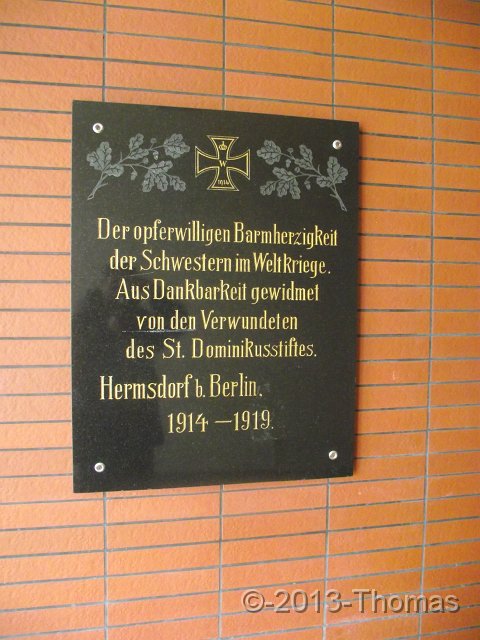 W
1914
Der opferwilligen Barmherzigkeit
der Schwestern im Weltkriege.
Aus Dankbarkeit gewidmet
von den Verwundeten
des St. Dominikusstiftes.
Hermsdorf b. Berlin,
1914 — 1919.
©-2013-Thomas